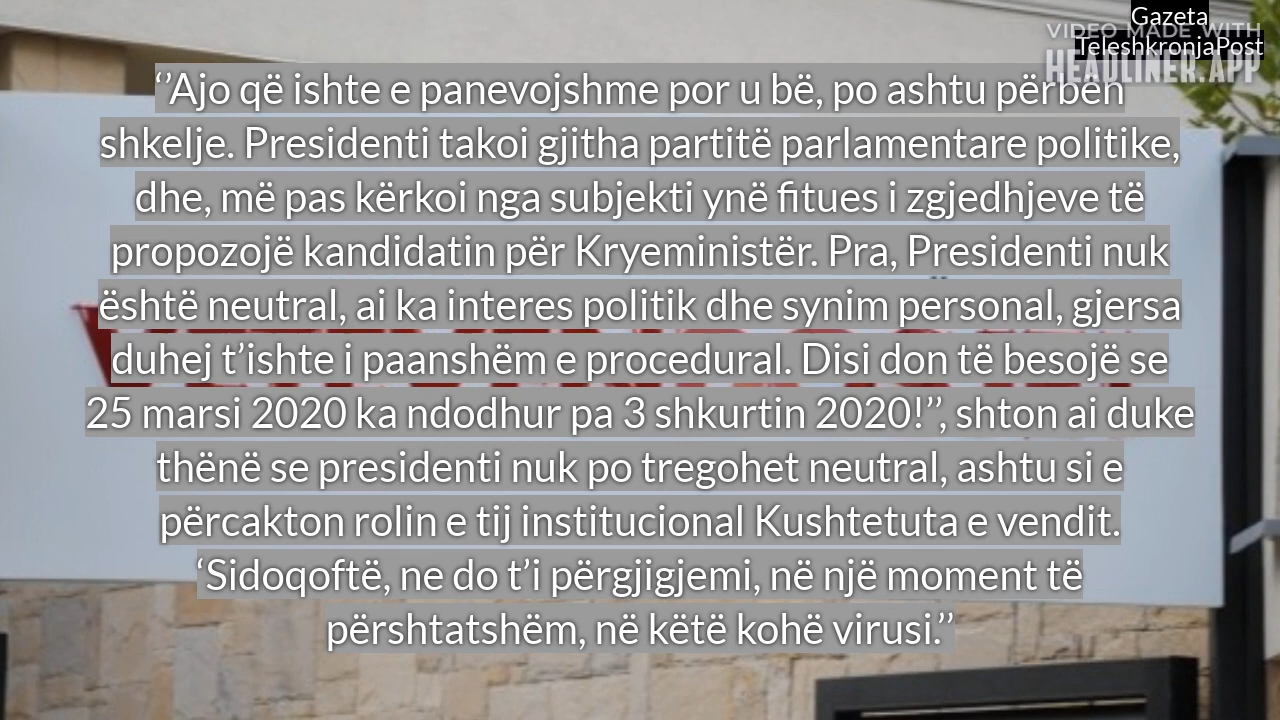 Gazeta
TeleshkronjaPost
VIDEO MADE WITH
HEADLINER.APP
‘’Ajo që ishte e panevojshme por u bë, po ashtu përbën
shkelje. Presidenti takoi gjitha partitë parlamentare politike,
dhe, më pas kërkoi nga subjekti ynë fitues i zgjedhjeve të
propozojë kandidatin për Kryeministër. Pra, Presidenti nuk
është neutral, ai ka interes politik dhe synim personal, gjersa
duhej t’ishte i paanshëm e procedural. Disi don të besojë se
25 marsi 2020 ka ndodhur pa 3 shkurtin 2020!’’, shton ai duke
thënë se presidenti nuk po tregohet neutral, ashtu si e
përcakton rolin e tij institucional Kushtetuta e vendit.
‘Sidoqoftë, ne do t’i përgjigjemi, në një moment të
përshtatshëm, në këtë kohë virusi.’’